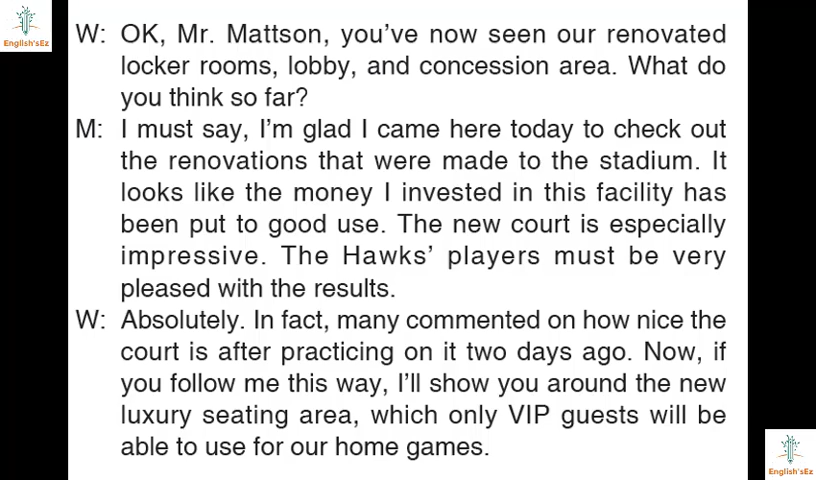 English'sEz
W: OK, Mr. Mattson, you've now seen our renovated
locker rooms, lobby, and concession area. What do
you think so far?
M: I must say, I'm glad I came here today to check out
the renovations that were made to the stadium. It
looks like the money I invested in this facility has
been put to good use. The new court is especially
impressive. The Hawks' players must be very
pleased with the results.
W: Absolutely. In fact, many commented on how nice the
court is after practicing on it two days ago. Now, if
you follow me this way, I'll show you around the new
luxury seating area, which only VIP guests will be
able to use for our home games.
English'sEz